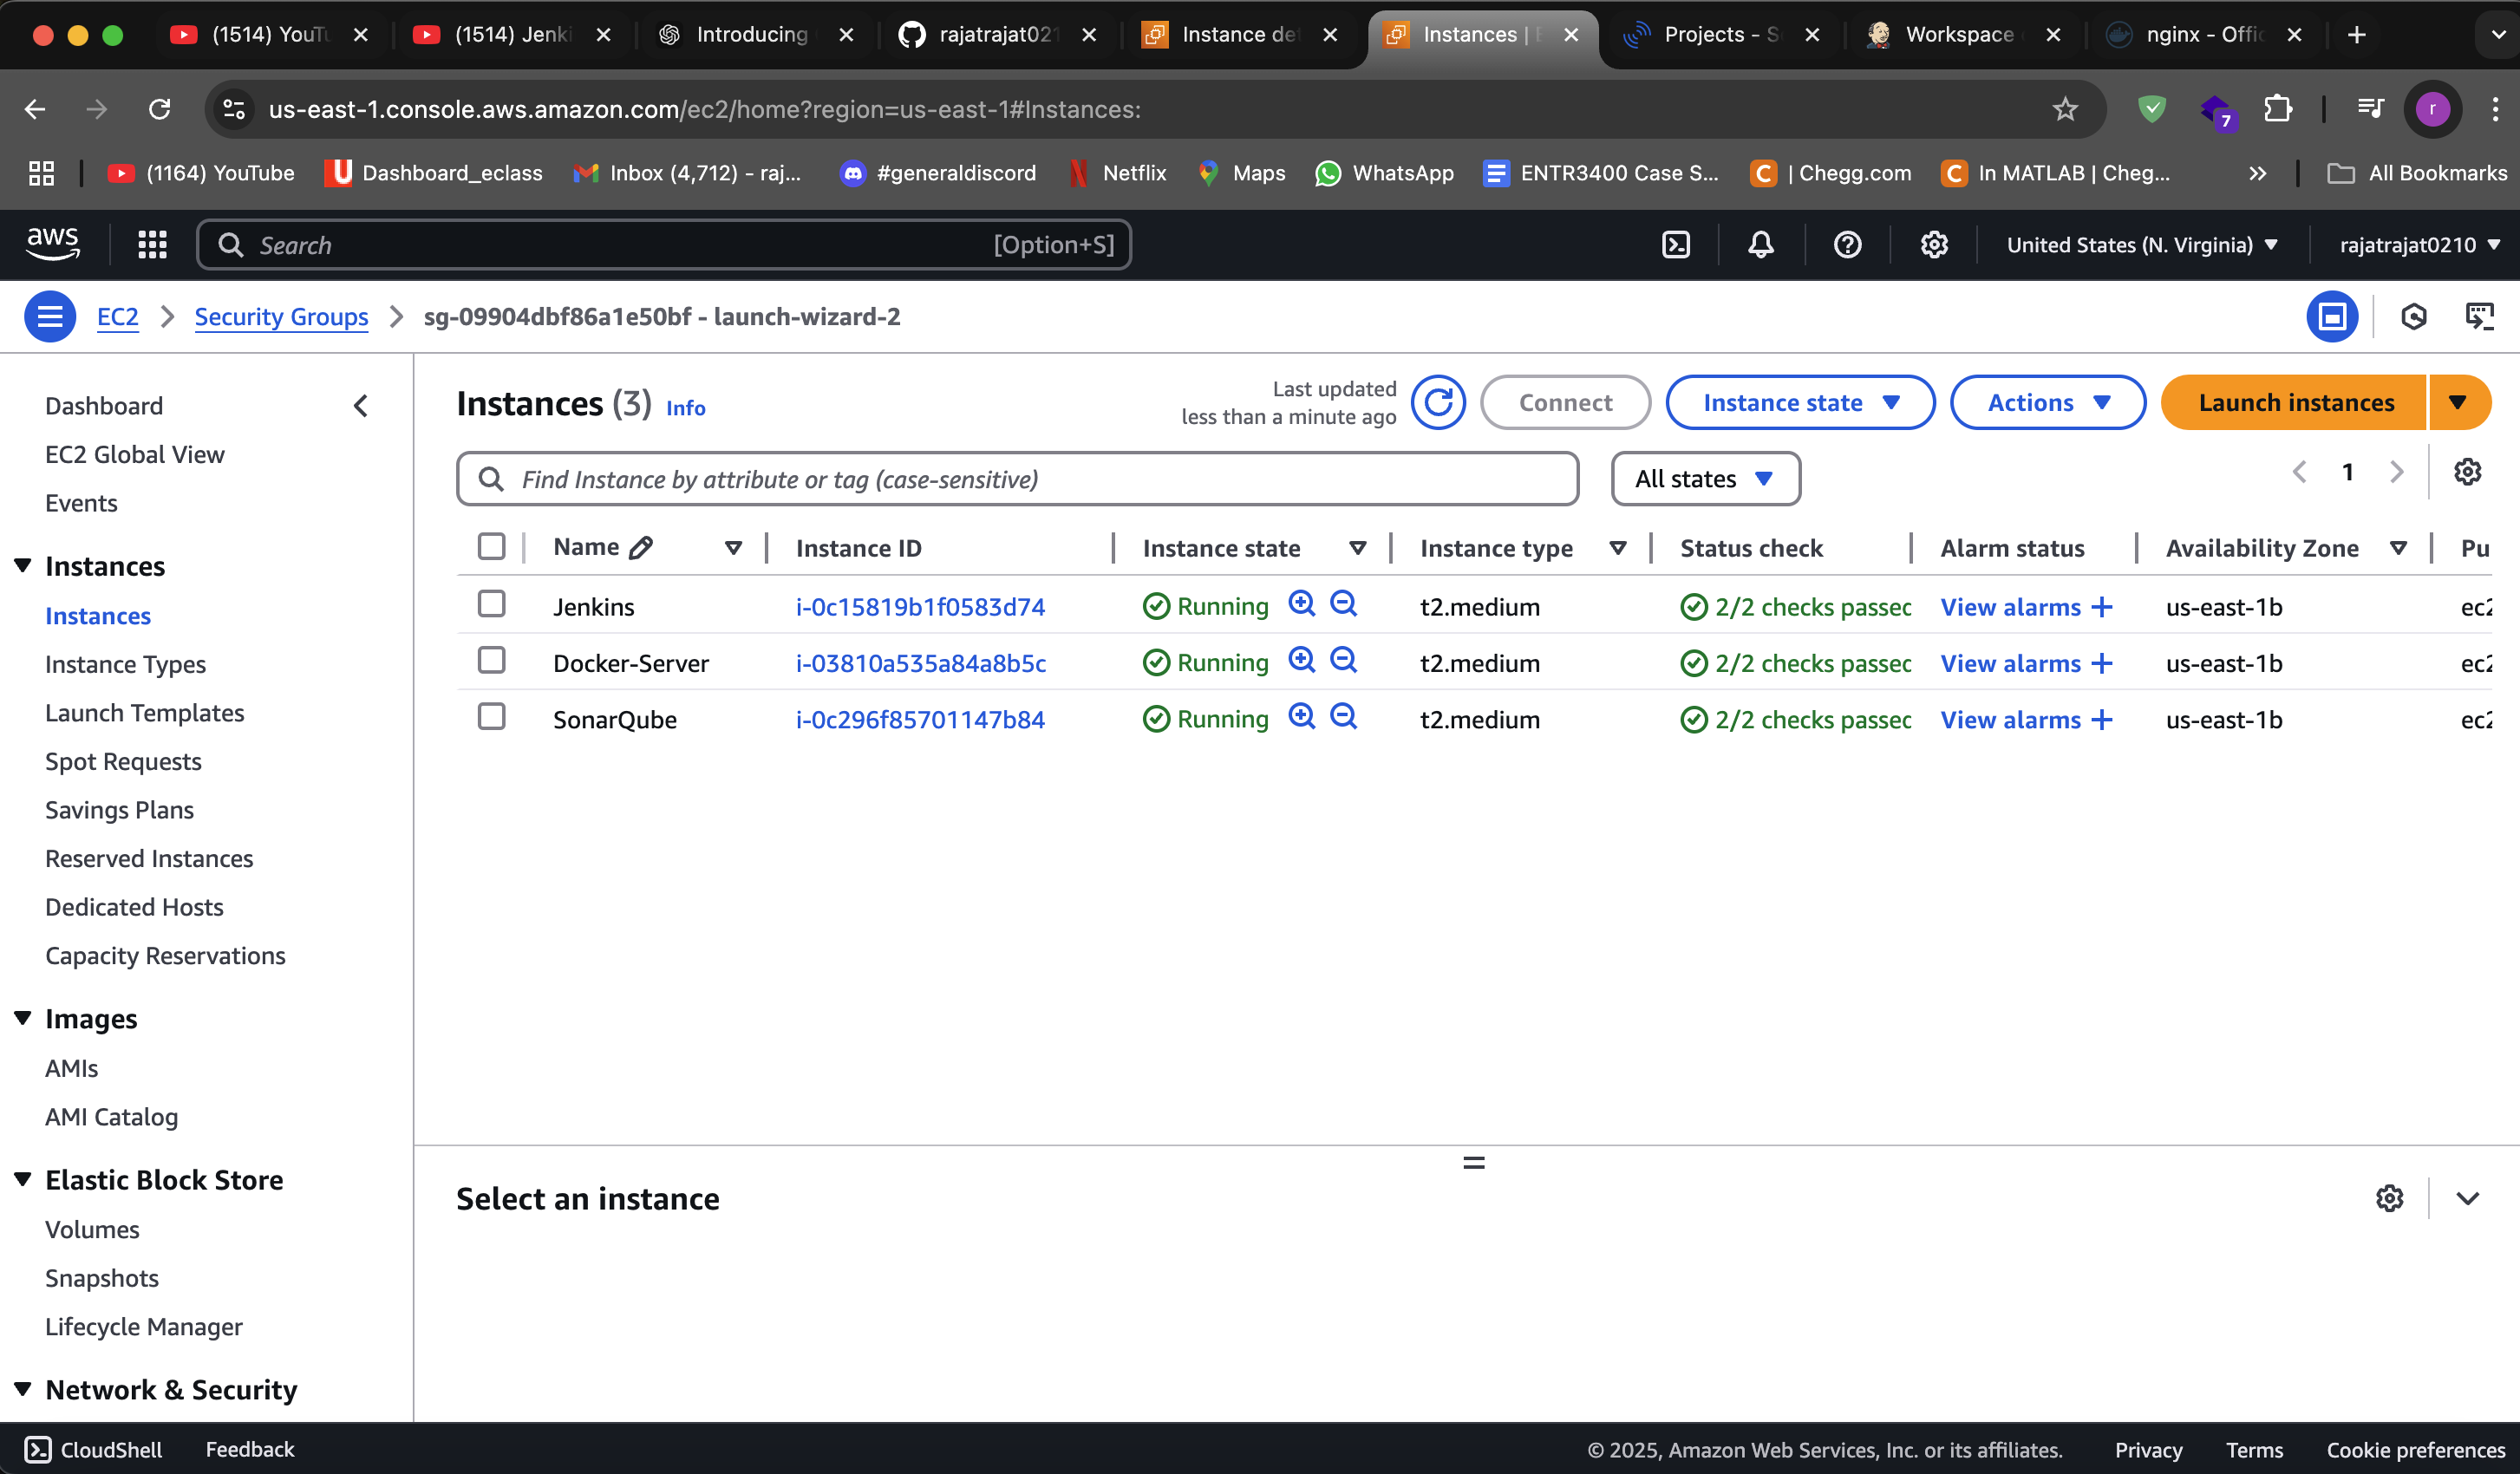 (1514) YouTu
(1514) Jenki
Introducing
rajatrajat021
Instance de
Instances | E
Projects - S
Workspace
nginx - Offic
us-east-1.console.aws.amazon.com/ec2/home?region=us-east-1#Instances:
7
r
(1164) YouTube
Dashboard_eclass
Inbox (4,712) - raj...
#generaldiscord
Netflix
Maps
WhatsApp
ENTR3400 Case S...
| Chegg.com
In MATLAB | Cheg...
All Bookmarks
aws
Search
[Option+S]
United States (N. Virginia)
rajatrajat0210
EC2
Security Groups
sg-09904dbf86a1e50bf - launch-wizard-2
Dashboard
EC2 Global View
Events
Instances
Instances
Instance Types
Launch Templates
Spot Requests
Savings Plans
Reserved Instances
Dedicated Hosts
Capacity Reservations
Images
AMIs
AMI Catalog
Elastic Block Store
Volumes
Snapshots
Lifecycle Manager
Network & Security
Instances (3) Info
Last updated
less than a minute ago
Connect
Instance state
Actions
Launch instances
Find Instance by attribute or tag (case-sensitive)
All states
1
Name Instance ID Instance state Instance type Status check Alarm status Availability Zone Pu
Jenkins i-0c15819b1f0583d74 Running t2.medium 2/2 checks passec View alarms + us-east-1b ec2
Docker-Server i-03810a535a84a8b5c Running t2.medium 2/2 checks passec View alarms + us-east-1b ec2
SonarQube i-0c296f85701147b84 Running t2.medium 2/2 checks passec View alarms + us-east-1b ec2
Select an instance
CloudShell
Feedback
© 2025, Amazon Web Services, Inc. or its affiliates.
Privacy
Terms
Cookie preferences